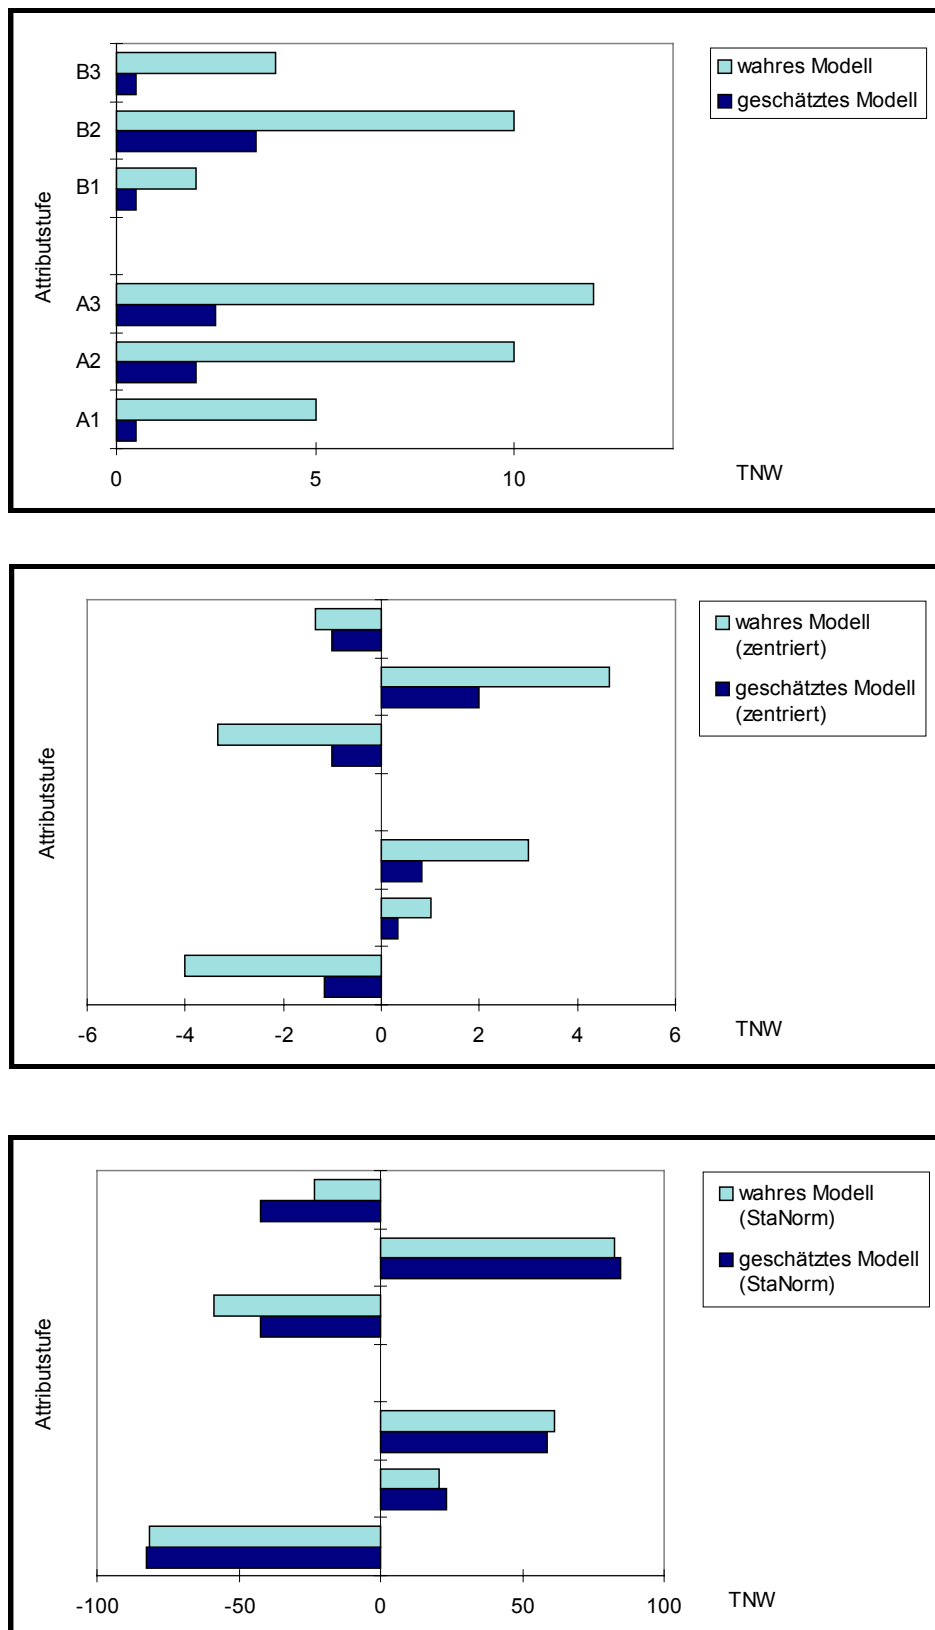 B3
B2
B1
A3
A2
A1
Attributstufe
0 5 10
TNW
wahres Modell
geschätztes Modell
Attributstufe
-6 -4 -2 0 2 4 6
TNW
wahres Modell
(zentriert)
geschätztes Modell
(zentriert)
Attributstufe
-100 -50 0 50 100
TNW
wahres Modell
(StaNorm)
geschätztes Modell
(StaNorm)